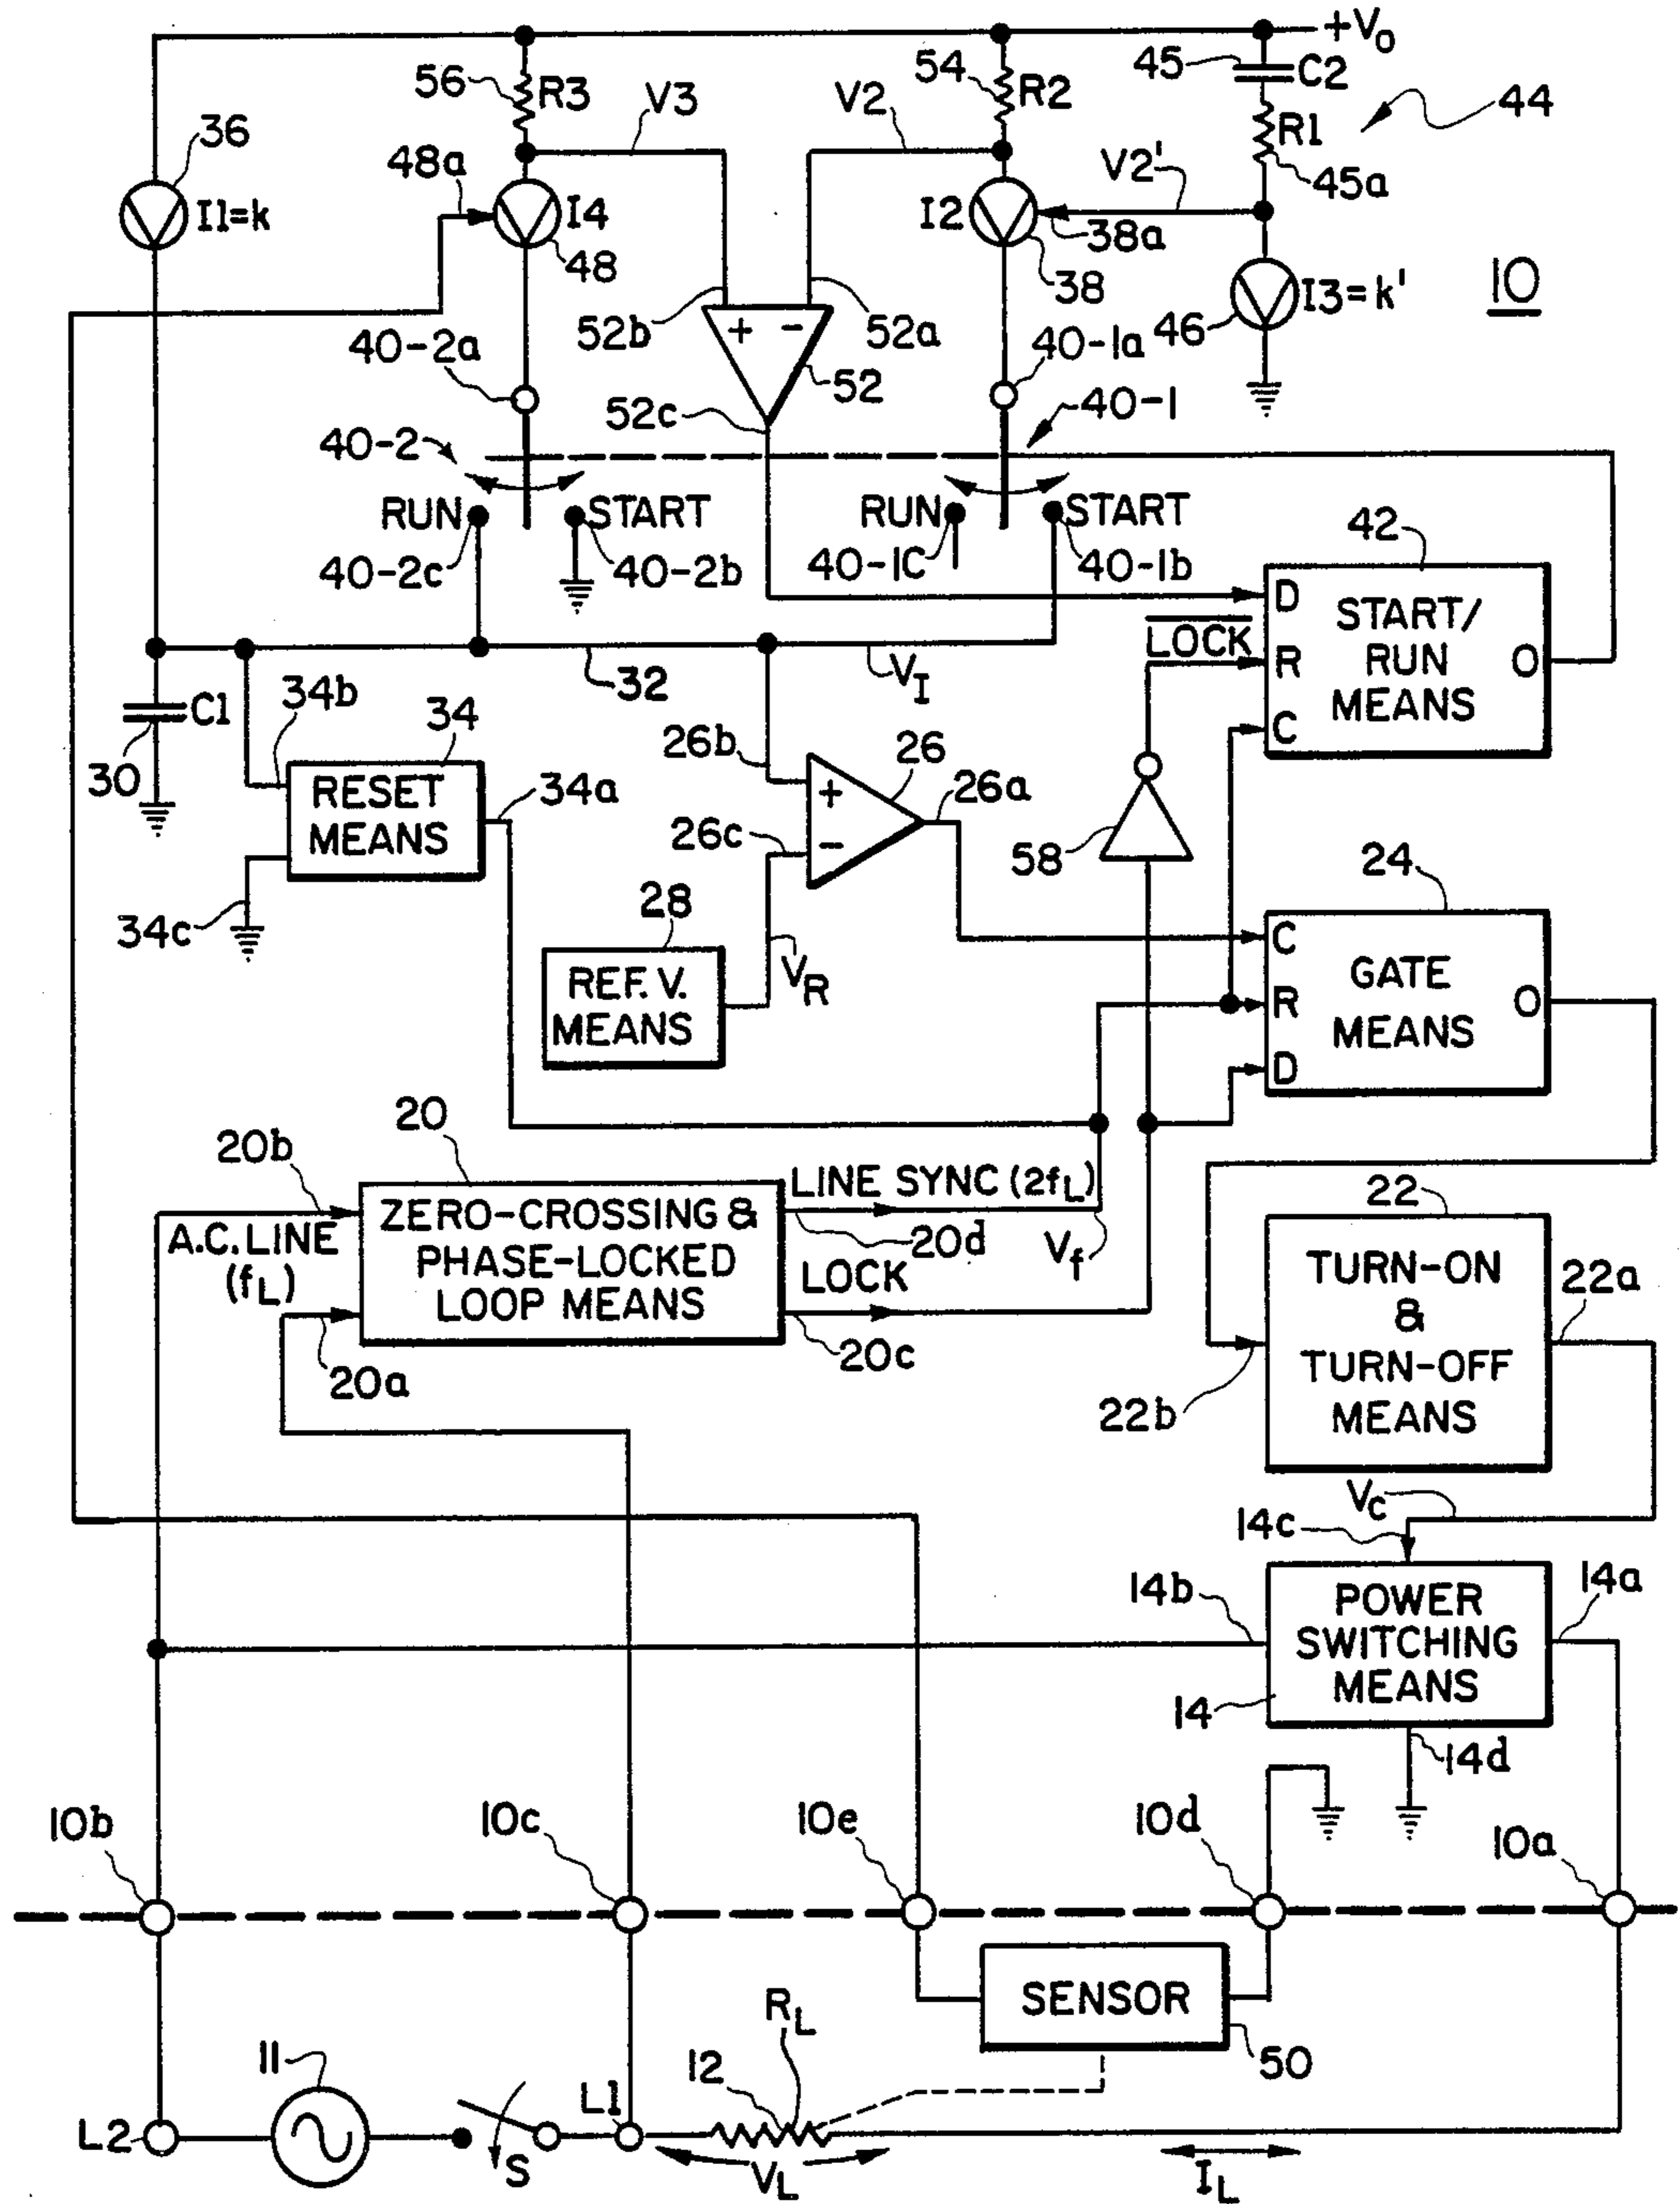 +Vo
56
R3
V3
V2
54
R2
45
C2
44
36
48a
I1=k
I4
48
V2'
R1
45a
I2
38a
38
I3=k'
46
10
52b
+ −
52a
52
52c
40-2a
40-1a
40-1
40-2
RUN
START
40-2c
40-2b
RUN
START
40-1C
40-1b
42
D
R
C
START/
RUN
MEANS
O
LOCK
32
VI
C1
30
34b
34
34a
RESET
MEANS
34c
26b
26
26a
+
−
26c
58
28
REF. V.
MEANS
VR
24
C
R
D
GATE
MEANS
O
20b
20
A.C. LINE
(fL)
ZERO-CROSSING &
PHASE-LOCKED
LOOP MEANS
LINE SYNC (2fL)
20d
Vf
LOCK
20c
20a
22
TURN-ON
&
TURN-OFF
MEANS
22a
22b
Vc
14c
14b
14a
POWER
SWITCHING
MEANS
14
14d
10b
10c
10e
10d
10a
SENSOR
50
RL
12
11
L2
S
L1
VL
IL